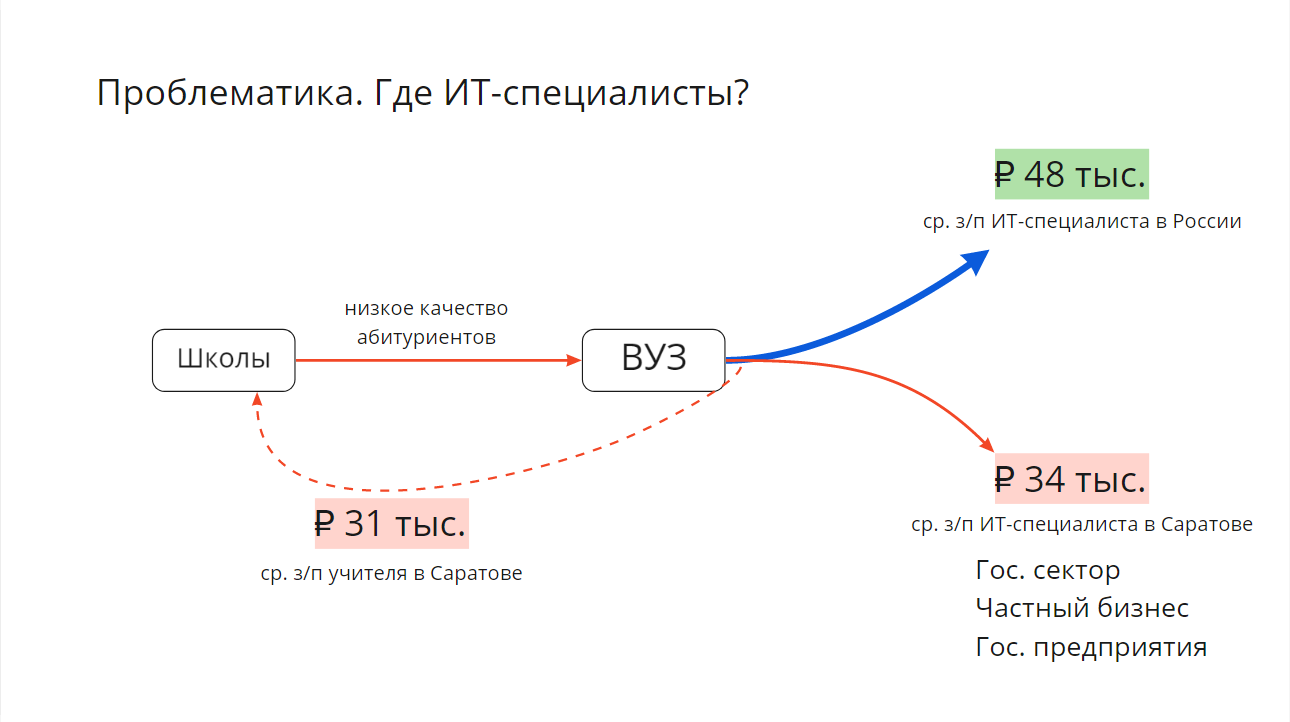 Проблематика. Где ИТ-специалисты?
₽ 48 тыс.
ср. з/п ИТ-специалиста в России
низкое качество
абитуриентов
Школы
ВУЗ
₽ 34 тыс.
ср. з/п ИТ-специалиста в Саратове
₽ 31 тыс.
ср. з/п учителя в Саратове
Гос. сектор
Частный бизнес
Гос. предприятия